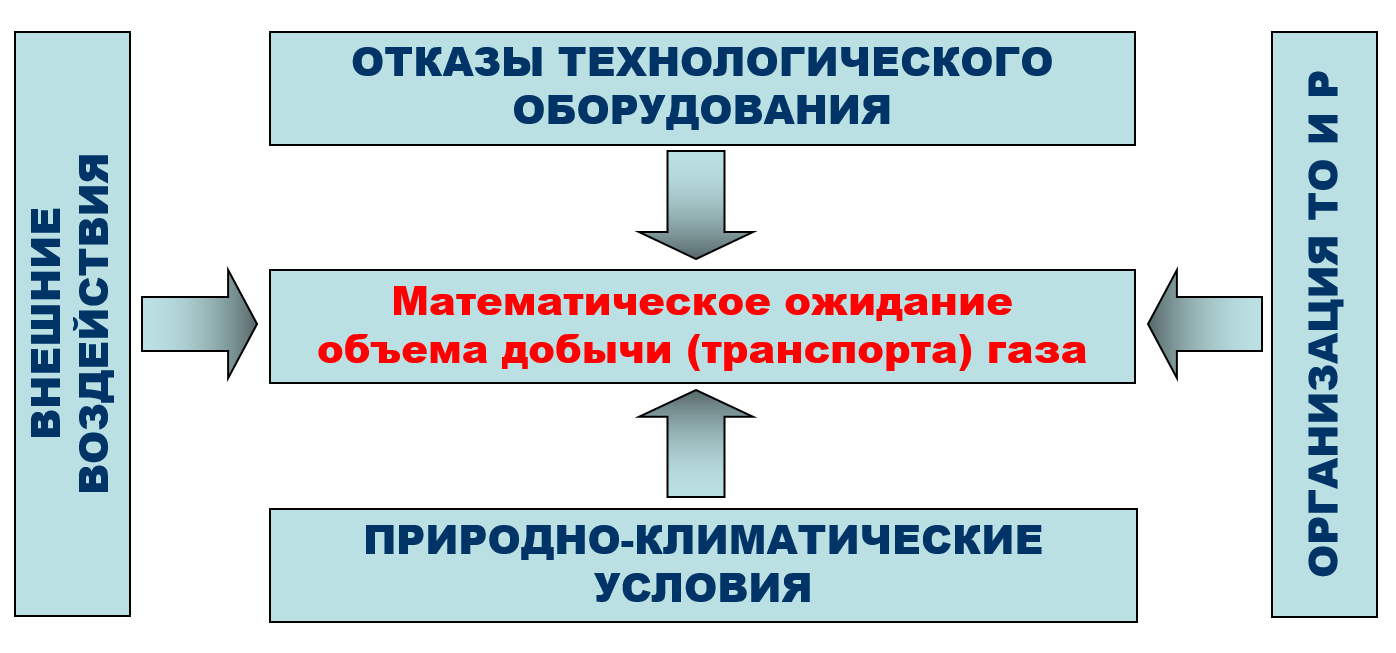 ВНЕШНИЕ
ВОЗДЕЙСТВИЯ
ОТКАЗЫ ТЕХНОЛОГИЧЕСКОГО
ОБОРУДОВАНИЯ
Математическое ожидание
объема добычи (транспорта) газа
ПРИРОДНО-КЛИМАТИЧЕСКИЕ
УСЛОВИЯ
ОРГАНИЗАЦИЯ ТО И Р